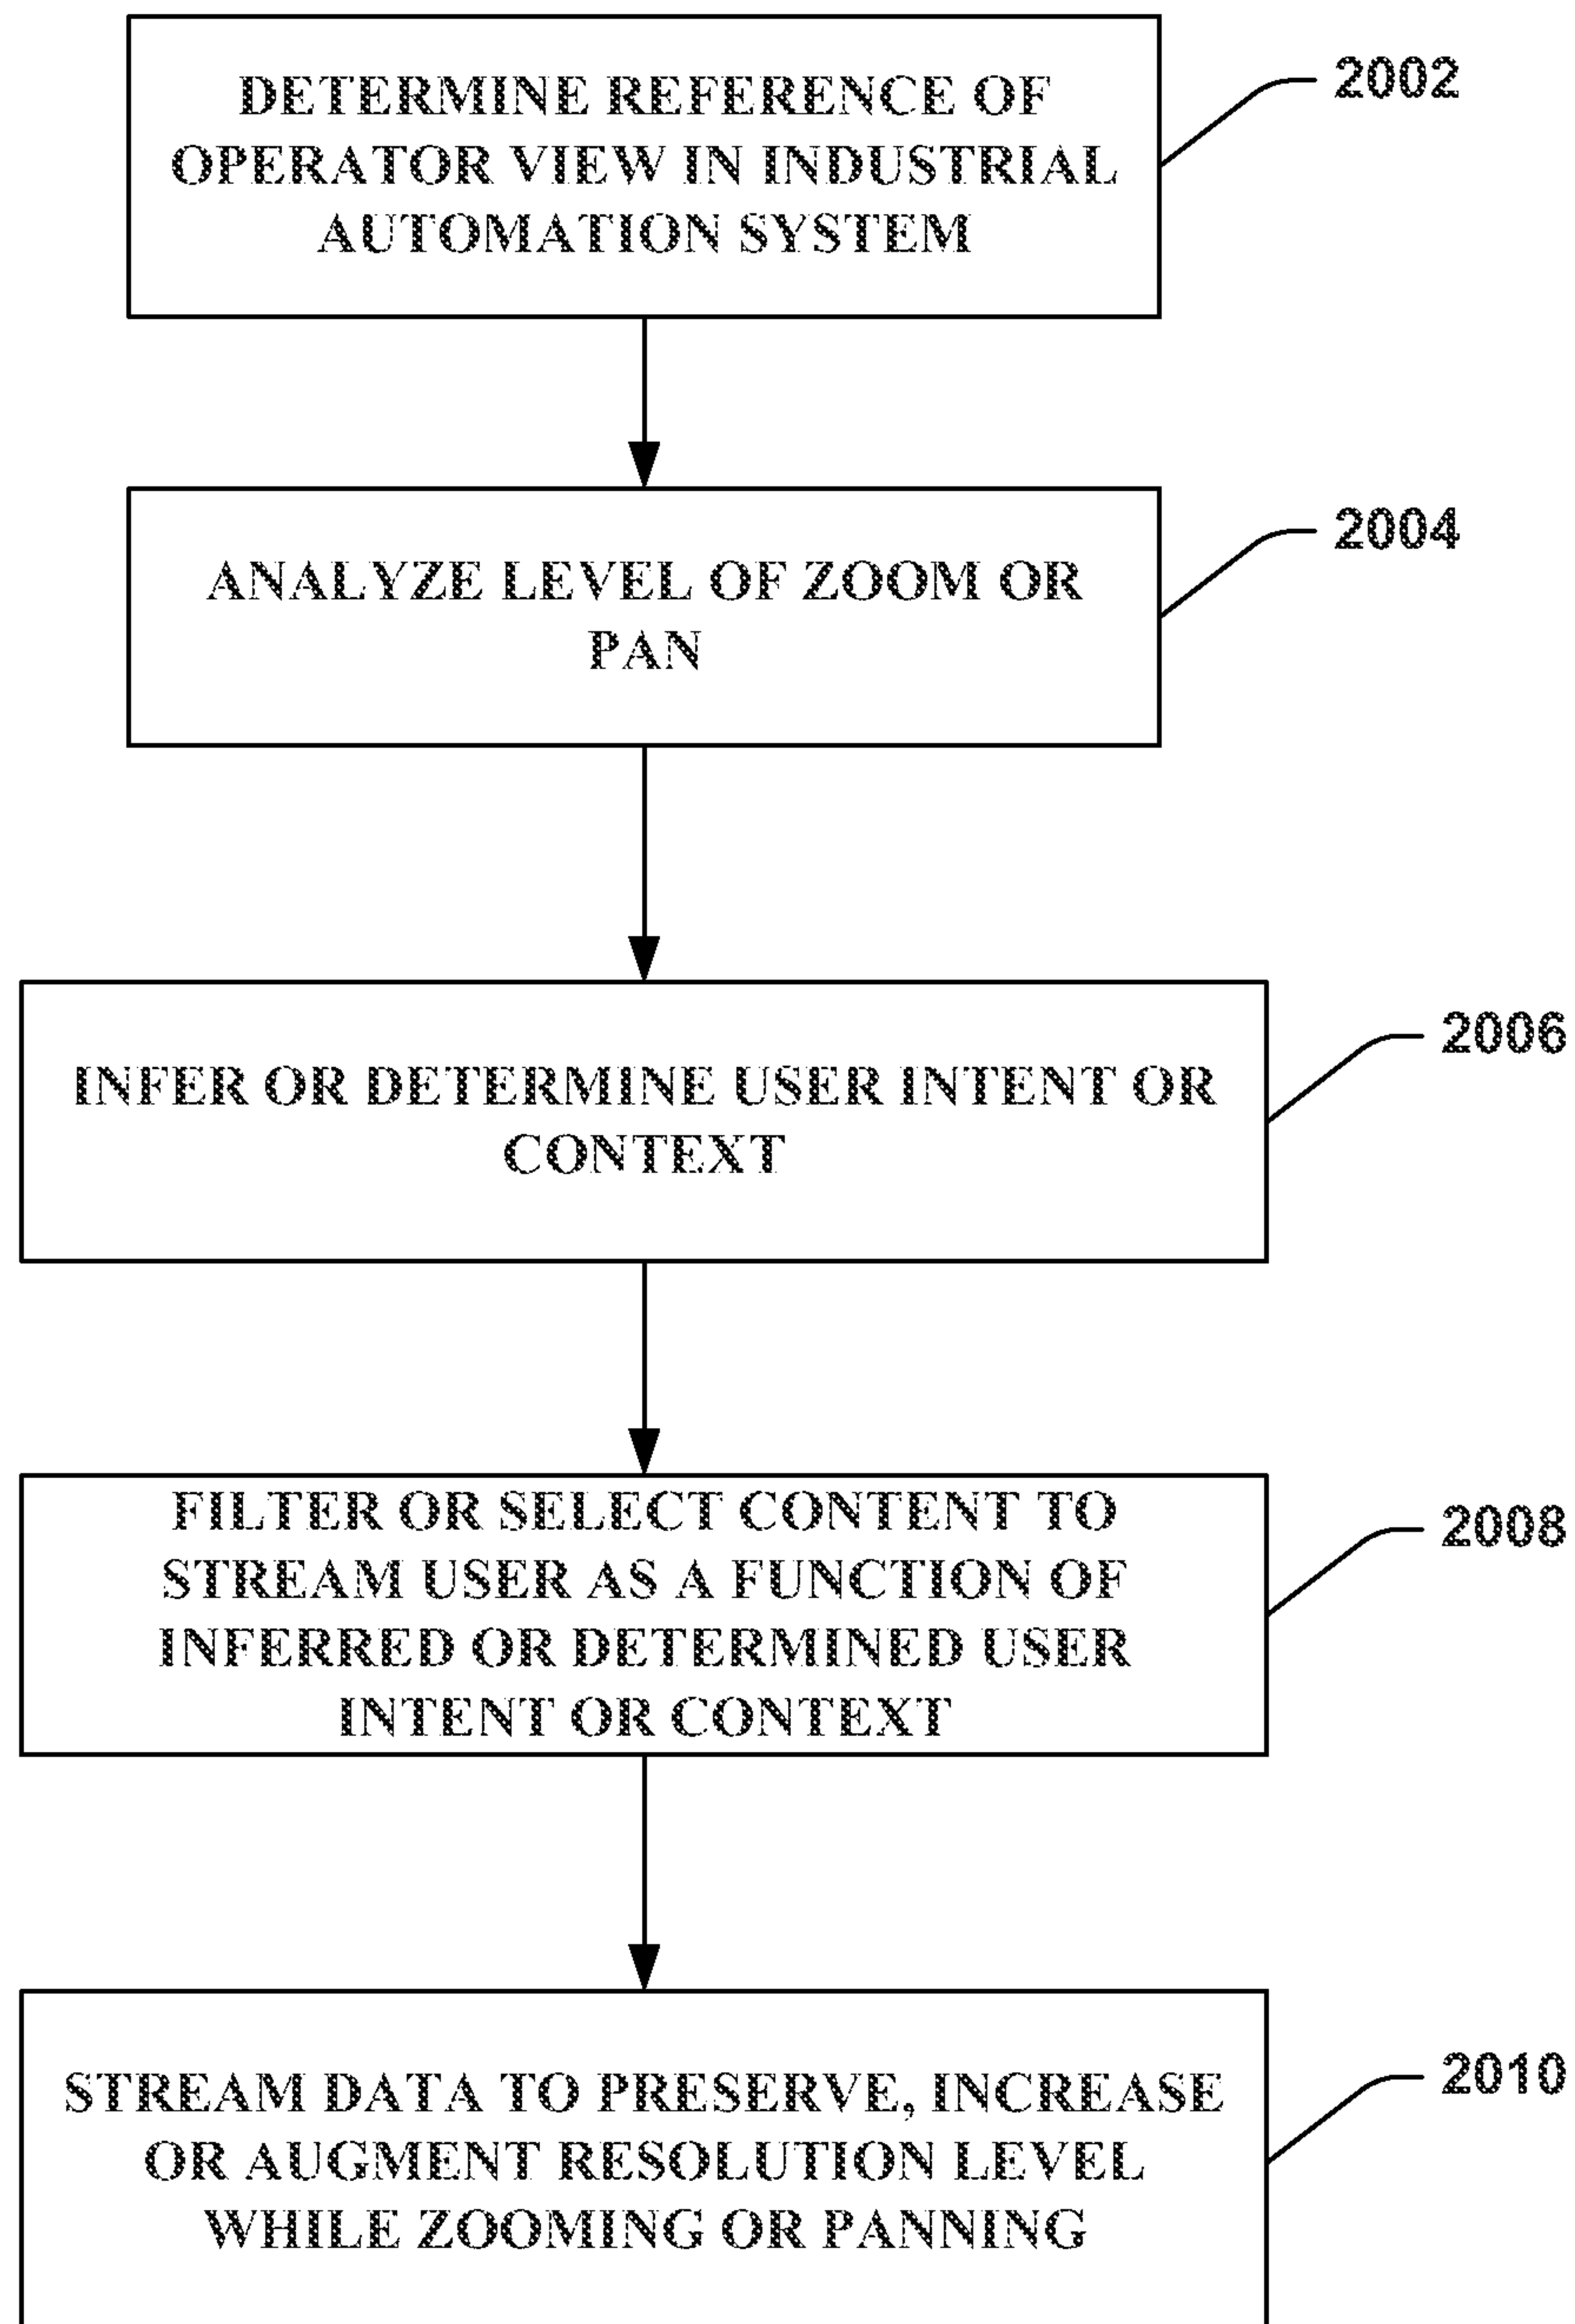 DETERMINE REFERENCE OF
OPERATOR VIEW IN INDUSTRIAL
AUTOMATION SYSTEM
2002
ANALYZE LEVEL OF ZOOM OR
PAN
2004
INFER OR DETERMINE USER INTENT OR
CONTEXT
2006
FILTER OR SELECT CONTENT TO
STREAM USER AS A FUNCTION OF
INFERRED OR DETERMINED USER
INTENT OR CONTEXT
2008
STREAM DATA TO PRESERVE, INCREASE
OR AUGMENT RESOLUTION LEVEL
WHILE ZOOMING OR PANNING
2010